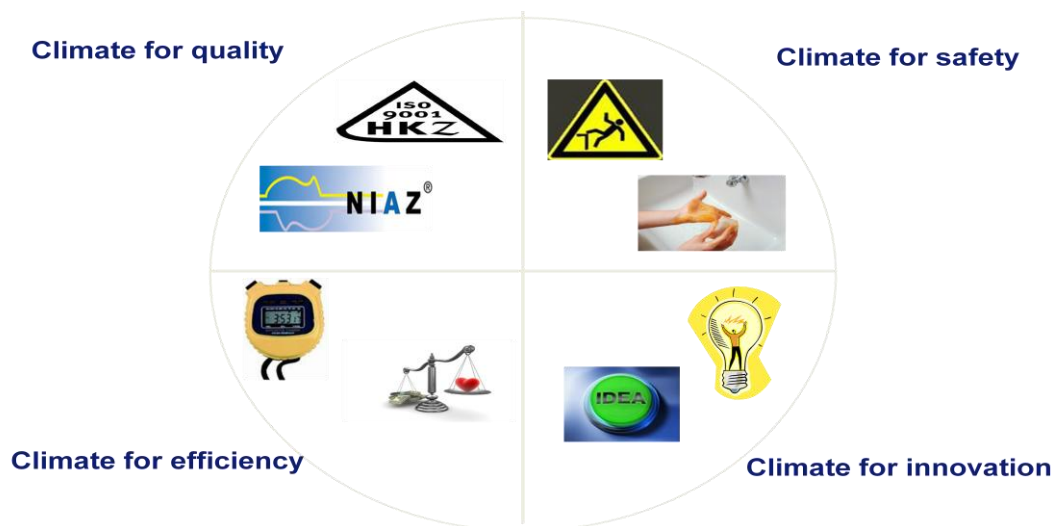 Climate for quality
Climate for safety
ISO
9001
HKZ
NIAZ®
Climate for efficiency
IDEA
Climate for innovation